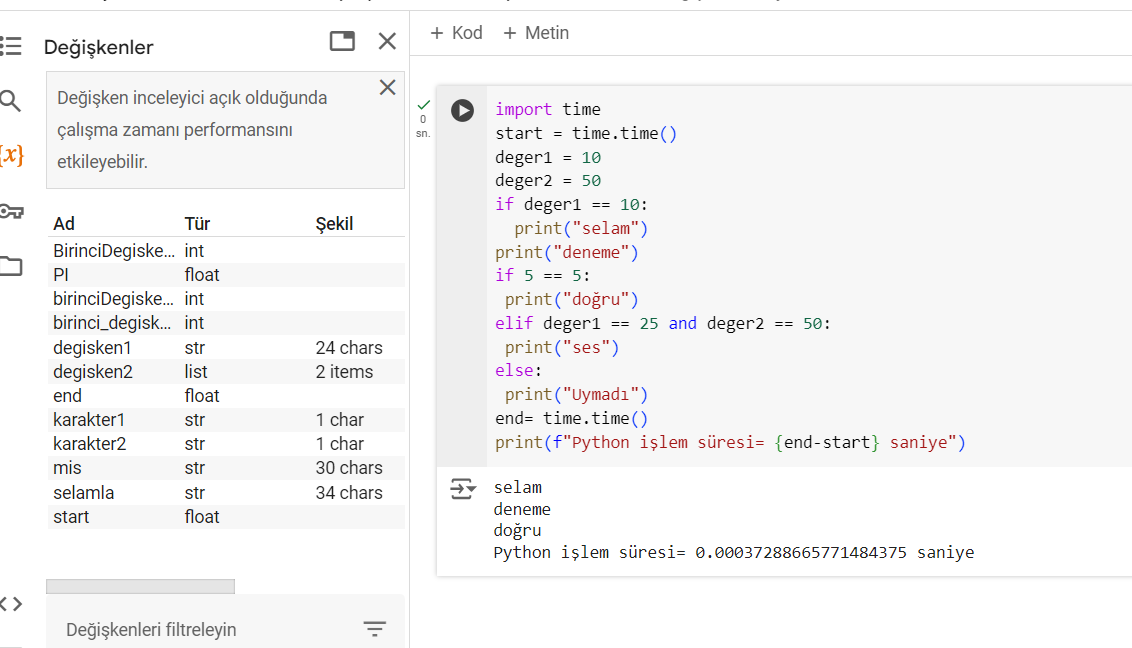 Değişkenler
Değişken inceleyici açık olduğunda
çalışma zamanı performansını
etkileyebilir.
{x}
Ad Tür Şekil
BirinciDegiske... int
PI float
birinciDegiske... int
birinci_degisk... int
degisken1 str 24 chars
degisken2 list 2 items
end float
karakter1 str 1 char
karakter2 str 1 char
mis str 30 chars
selamla str 34 chars
start float
Değişkenleri filtreleyin
+ Kod + Metin
0
sn.
import time
start = time.time()
deger1 = 10
deger2 = 50
if deger1 == 10:
  print("selam")
print("deneme")
if 5 == 5:
 print("doğru")
elif deger1 == 25 and deger2 == 50:
 print("ses")
else:
 print("Uymadı")
end= time.time()
print(f"Python işlem süresi= {end-start} saniye")
selam
deneme
doğru
Python işlem süresi= 0.00037288665771484375 saniye